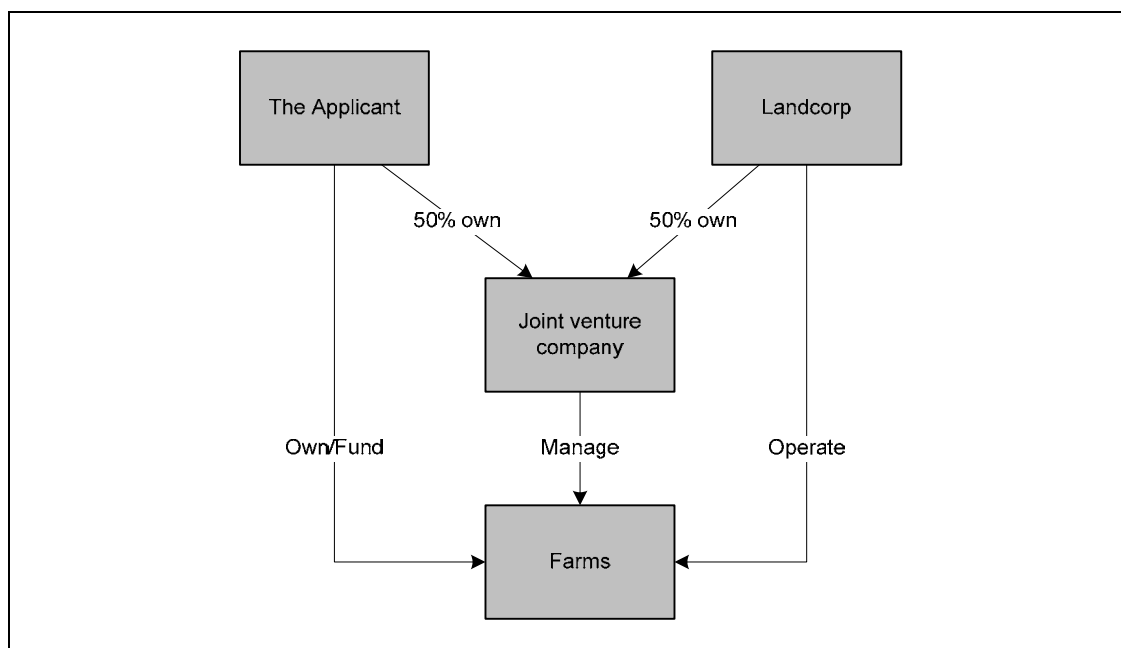 The Applicant
Landcorp
50% own
50% own
Joint venture
company
Own/Fund
Manage
Operate
Farms